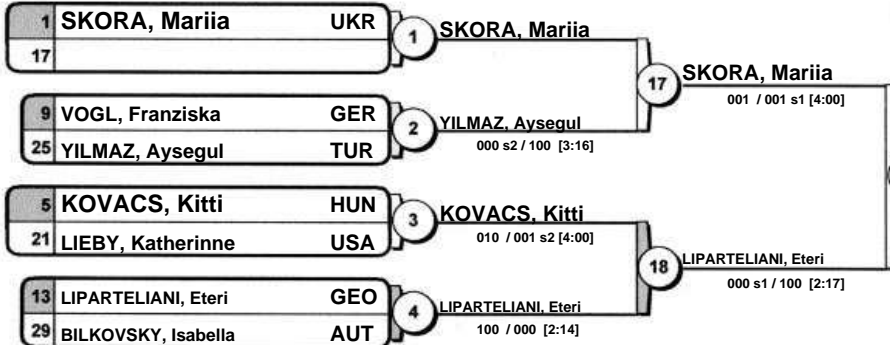 1 SKORA, Mariia UKR
17
1
SKORA, Mariia
9 VOGL, Franziska GER
25 YILMAZ, Aysegul TUR
2
YILMAZ, Aysegul
000 s2 / 100 [3:16]
17
SKORA, Mariia
001 / 001 s1 [4:00]
5 KOVACS, Kitti HUN
21 LIEBY, Katherinne USA
3
KOVACS, Kitti
010 / 001 s2 [4:00]
13 LIPARTELIANI, Eteri GEO
29 BILKOVSKY, Isabella AUT
4
LIPARTELIANI, Eteri
100 / 000 [2:14]
18
LIPARTELIANI, Eteri
000 s1 / 100 [2:17]